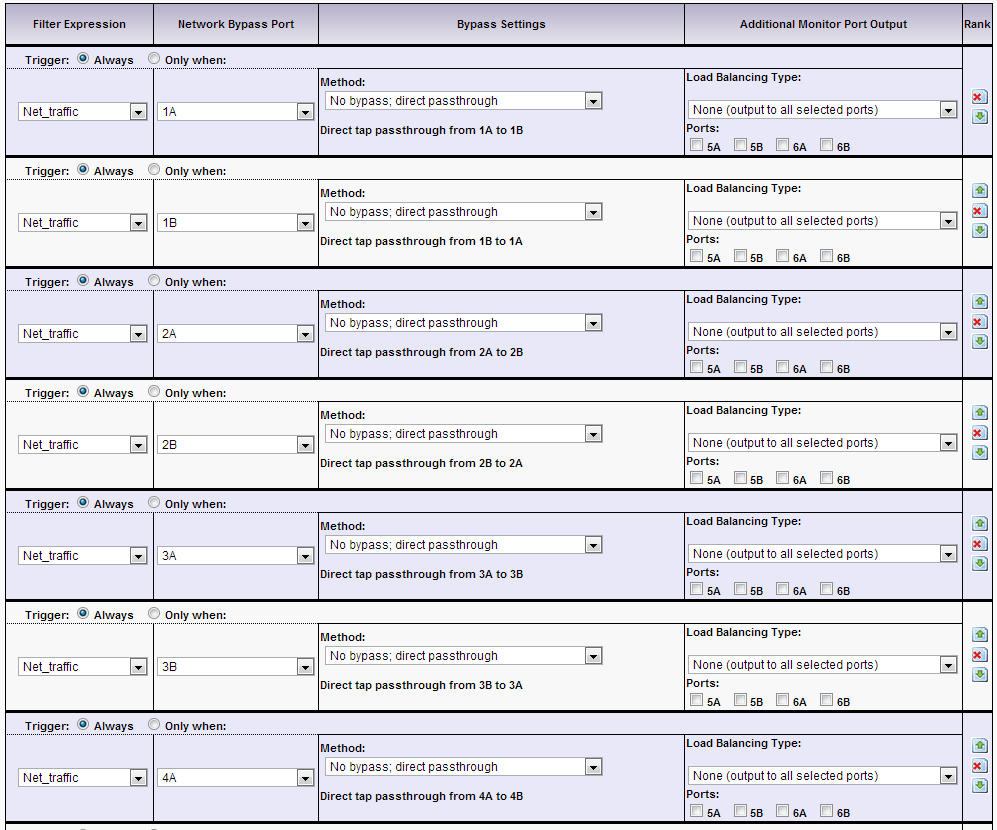 Filter Expression Network Bypass Port Bypass Settings Additional Monitor Port Output Rank
Trigger: Always Only when:
Net_traffic
1A
Method:
No bypass; direct passthrough
Direct tap passthrough from 1A to 1B
Load Balancing Type:
None (output to all selected ports)
Ports:
5A 5B 6A 6B
Trigger: Always Only when:
Net_traffic
1B
Method:
No bypass; direct passthrough
Direct tap passthrough from 1B to 1A
Load Balancing Type:
None (output to all selected ports)
Ports:
5A 5B 6A 6B
Trigger: Always Only when:
Net_traffic
2A
Method:
No bypass; direct passthrough
Direct tap passthrough from 2A to 2B
Load Balancing Type:
None (output to all selected ports)
Ports:
5A 5B 6A 6B
Trigger: Always Only when:
Net_traffic
2B
Method:
No bypass; direct passthrough
Direct tap passthrough from 2B to 2A
Load Balancing Type:
None (output to all selected ports)
Ports:
5A 5B 6A 6B
Trigger: Always Only when:
Net_traffic
3A
Method:
No bypass; direct passthrough
Direct tap passthrough from 3A to 3B
Load Balancing Type:
None (output to all selected ports)
Ports:
5A 5B 6A 6B
Trigger: Always Only when:
Net_traffic
3B
Method:
No bypass; direct passthrough
Direct tap passthrough from 3B to 3A
Load Balancing Type:
None (output to all selected ports)
Ports:
5A 5B 6A 6B
Trigger: Always Only when:
Net_traffic
4A
Method:
No bypass; direct passthrough
Direct tap passthrough from 4A to 4B
Load Balancing Type:
None (output to all selected ports)
Ports:
5A 5B 6A 6B